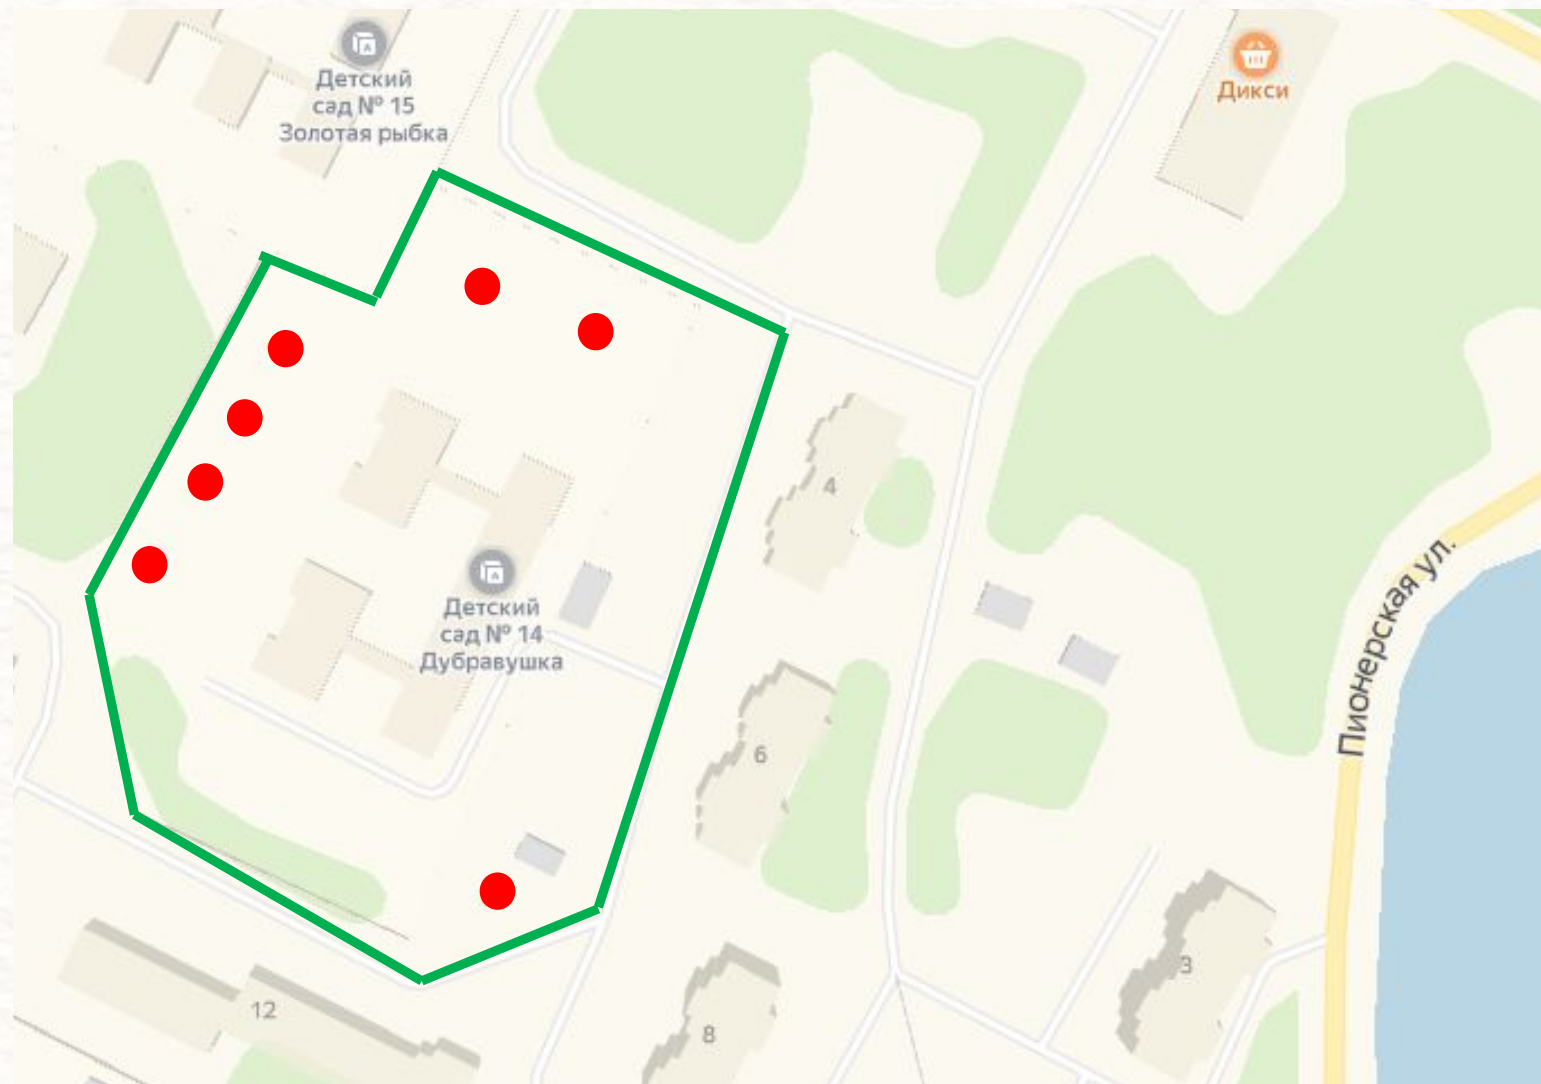 Детский
сад № 15
Золотая рыбка
Дикси
4
Детский
сад № 14
Дубравушка
Пионерская ул.
6
3
12
8